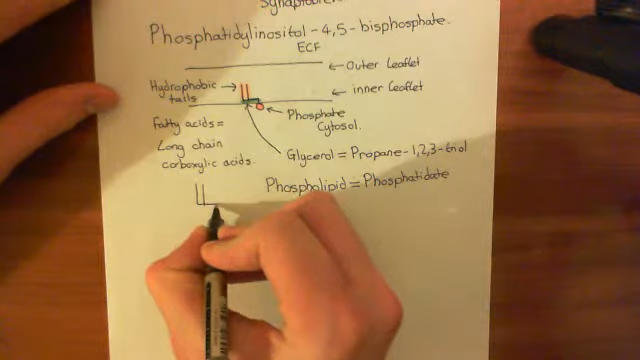 Phosphatidylinositol-4,5-bisphosphate.
ECF
Outer Leaflet
Hydrophobic tails
inner Leaflet
Phosphate
Cytosol.
Fatty acids =
Long chain
carboxylic acids.
Glycerol = Propane-1,2,3-triol
Phospholipid = Phosphatidate